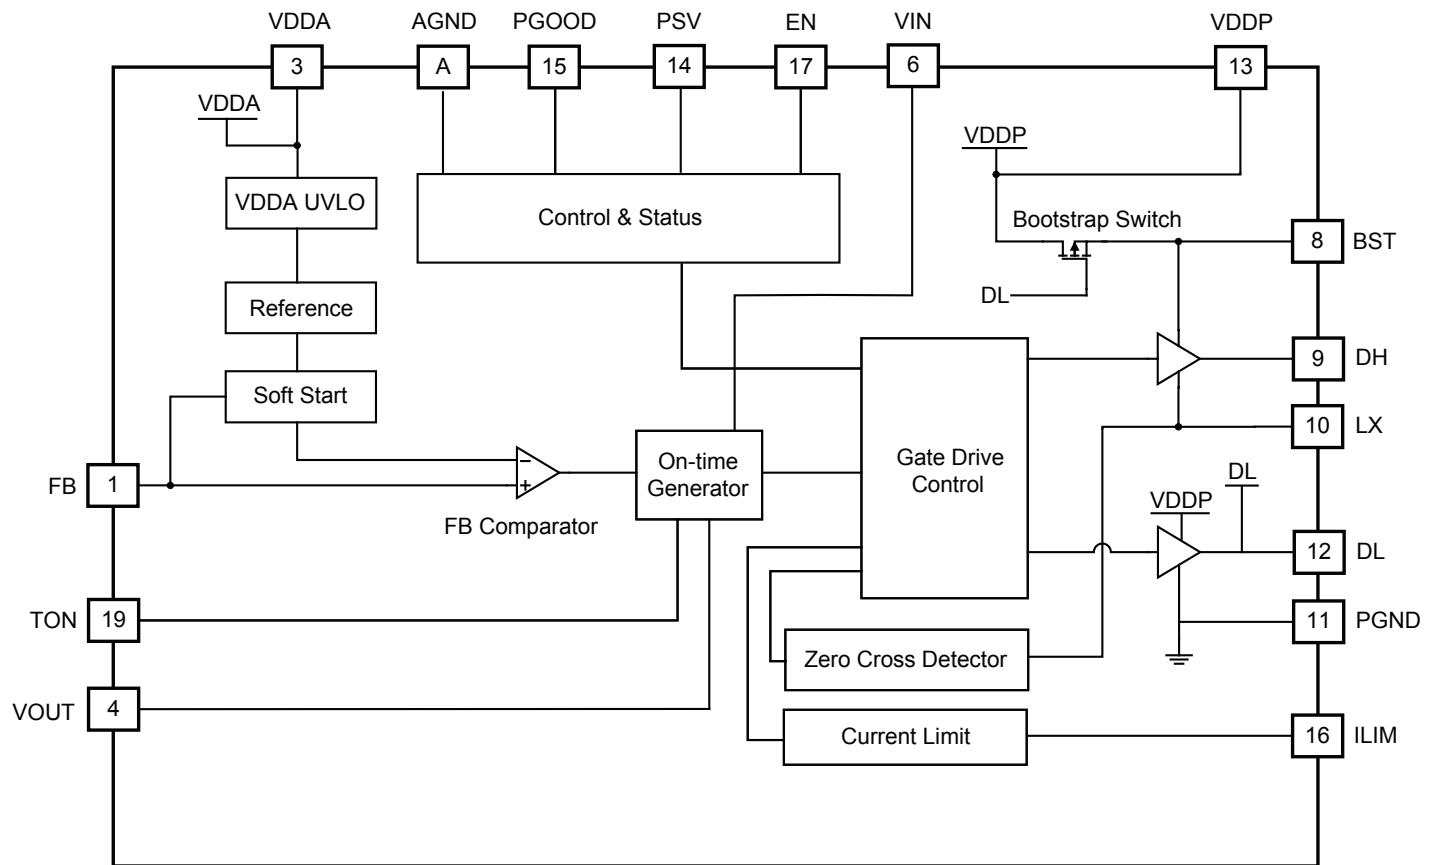 VDDA
AGND
PGOOD
PSV
EN
VIN
VDDP
3
A
15
14
17
6
13
VDDA
VDDP
VDDA UVLO
Control & Status
Bootstrap Switch
8
BST
DL
Reference
9
DH
Soft Start
10
LX
FB
1
FB Comparator
On-time
Generator
Gate Drive
Control
DL
VDDP
12
DL
TON
19
11
PGND
Zero Cross Detector
VOUT
4
Current Limit
16
ILIM